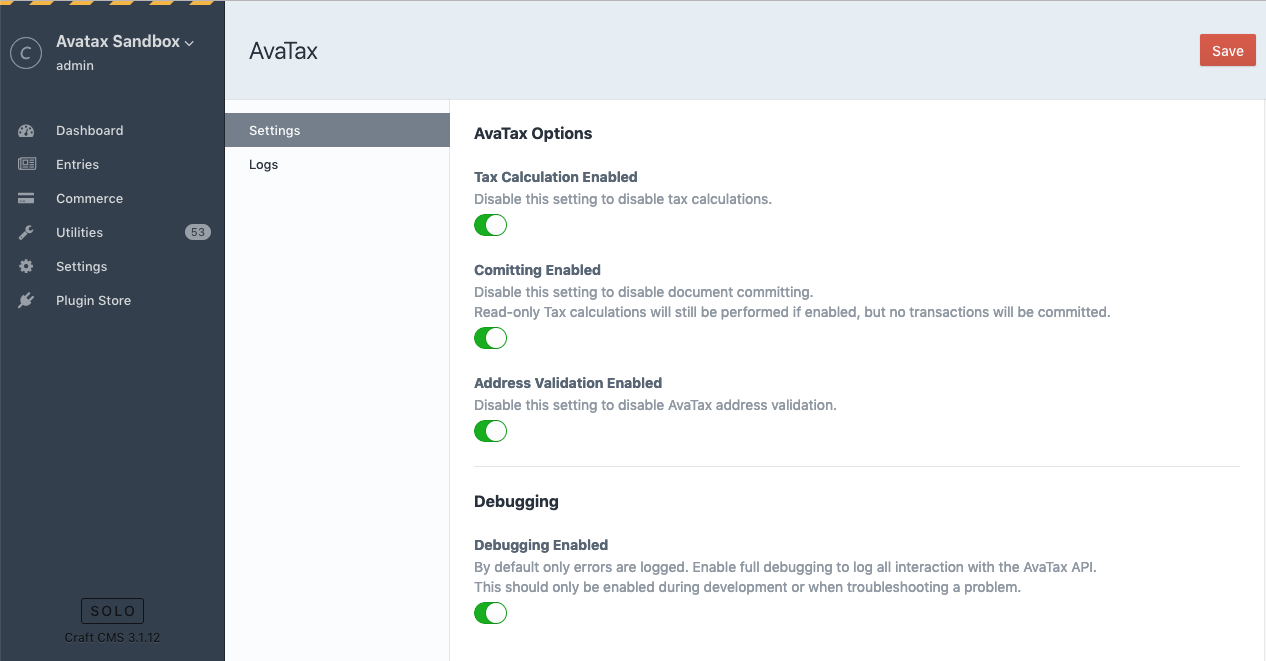 Avatax Sandbox
admin
Dashboard
Entries
Commerce
Utilities 53
Settings
Plugin Store
SOLO
Craft CMS 3.1.12
AvaTax
Save
Settings
Logs
AvaTax Options
Tax Calculation Enabled
Disable this setting to disable tax calculations.
Comitting Enabled
Disable this setting to disable document committing.
Read-only Tax calculations will still be performed if enabled, but no transactions will be committed.
Address Validation Enabled
Disable this setting to disable AvaTax address validation.
Debugging
Debugging Enabled
By default only errors are logged. Enable full debugging to log all interaction with the AvaTax API.
This should only be enabled during development or when troubleshooting a problem.